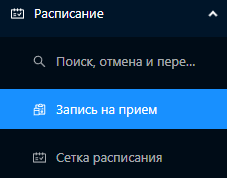 Расписание
Поиск, отмена и пере...
Запись на прием
Сетка расписания